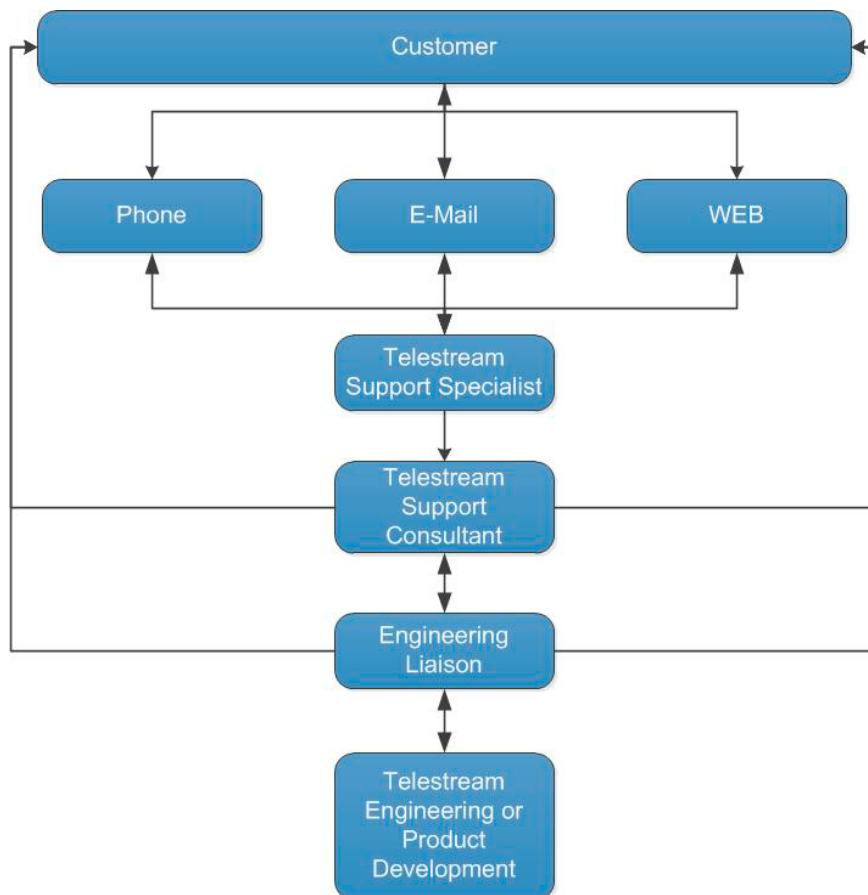 Customer
Phone
E-Mail
WEB
Telestream
Support Specialist
Telestream
Support
Consultant
Engineering
Liaison
Telestream
Engineering or
Product
Development